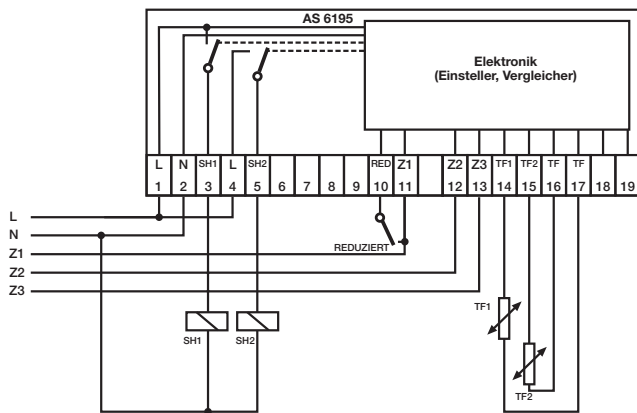 AS 6195
Elektronik
(Einsteller, Vergleicher)
L N SH1 L SH2 RED Z1 Z2 Z3 TF1 TF2 TF TF
1 2 3 4 5 6 7 8 9 10 11 12 13 14 15 16 17 18 19
L
N
Z1
REDUZIERT
Z2
Z3
TF1
SH1
SH2
TF2